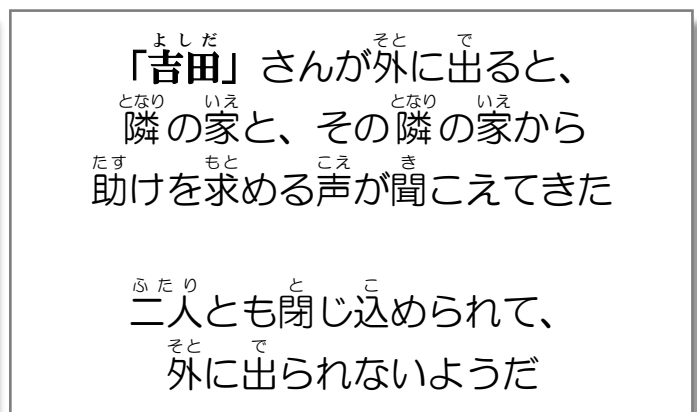 「吉田」さんが外に出ると、
隣の家と、その隣の家から
助けを求める声が聞こえてきた
二人とも閉じ込められて、
外に出られないようだ